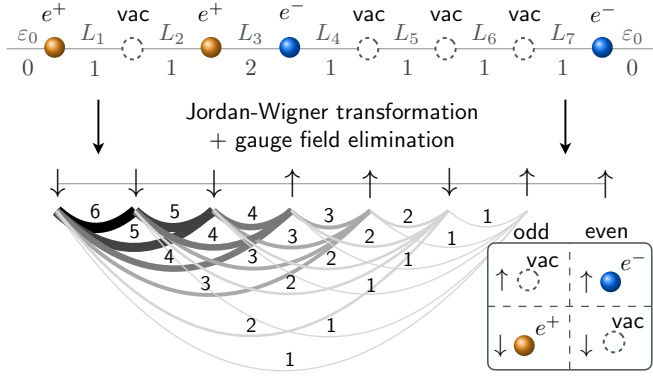 e⁺ vac e⁺ e⁻ vac vac vac e⁻
ε₀ L₁ L₂ L₃ L₄ L₅ L₆ L₇ ε₀
0 1 1 2 1 1 1 1 0
Jordan-Wigner transformation
+ gauge field elimination
↓ ↓ ↓ ↑ ↑ ↓ ↑ ↑
6 5 4 3 2 1
5 4 3 2 1
4 3 2 1
3 2 1
2 1
1
odd even
↑ vac ↑ e⁻
↓ e⁺ ↓ vac